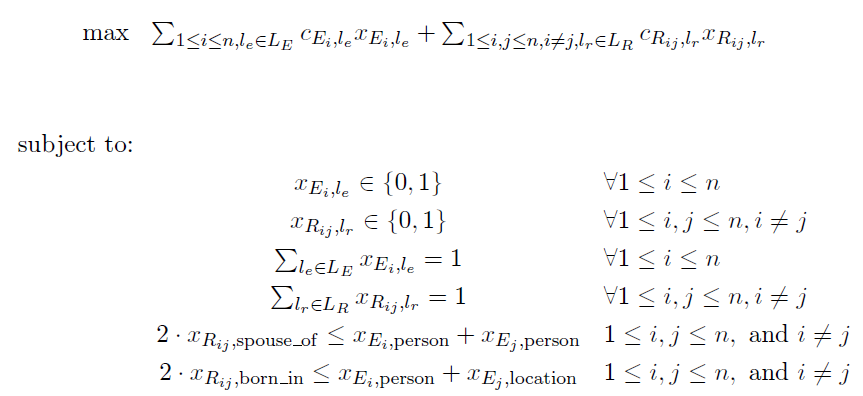 max ∑_{1≤i≤n,l_e∈L_E} c_{E_i,l_e} x_{E_i,l_e} + ∑_{1≤i,j≤n,i≠j,l_r∈L_R} c_{R_{ij},l_r} x_{R_{ij},l_r}
subject to:
x_{E_i,l_e} ∈ {0, 1} ∀1 ≤ i ≤ n
x_{R_{ij},l_r} ∈ {0, 1} ∀1 ≤ i, j ≤ n, i ≠ j
∑_{l_e∈L_E} x_{E_i,l_e} = 1 ∀1 ≤ i ≤ n
∑_{l_r∈L_R} x_{R_{ij},l_r} = 1 ∀1 ≤ i, j ≤ n, i ≠ j
2 · x_{R_{ij},spouse_of} ≤ x_{E_i,person} + x_{E_j,person} 1 ≤ i, j ≤ n, and i ≠ j
2 · x_{R_{ij},born_in} ≤ x_{E_i,person} + x_{E_j,location} 1 ≤ i, j ≤ n, and i ≠ j